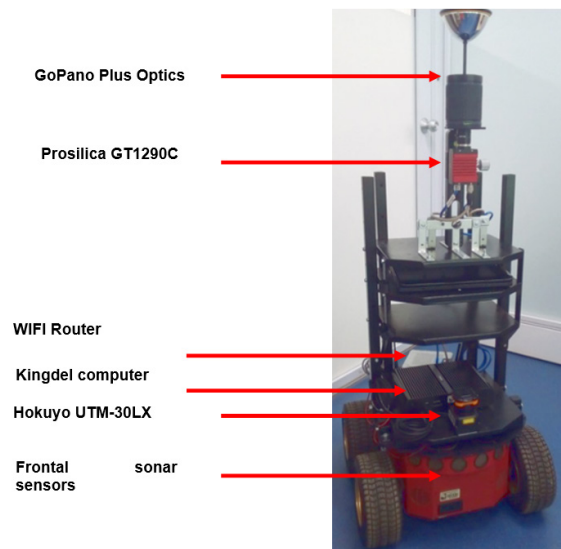 GoPano Plus Optics
Prosilica GT1290C
WIFI Router
Kingdel computer
Hokuyo UTM-30LX
Frontal sonar
sensors